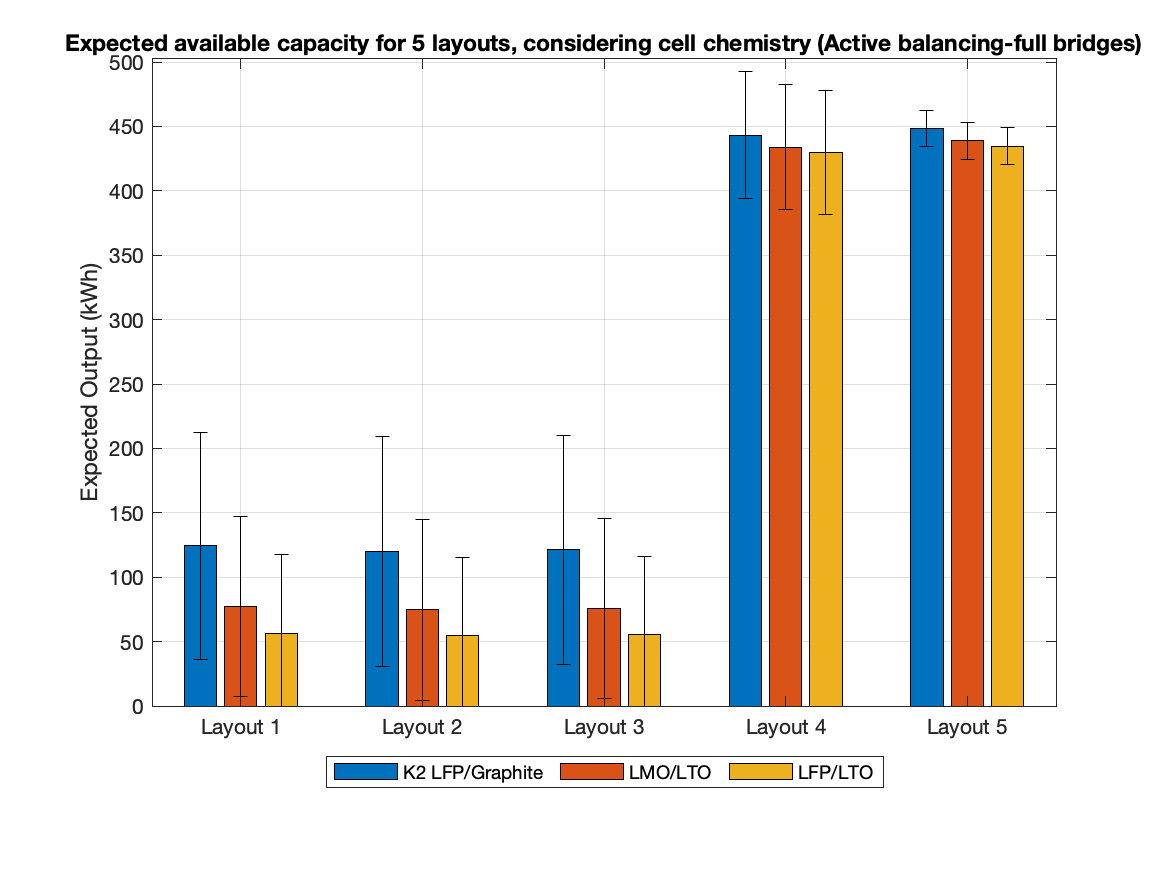 Expected available capacity for 5 layouts, considering cell chemistry (Active balancing-full bridges)
Expected Output (kWh)
500
450
400
350
300
250
200
150
100
50
0
Layout 1 Layout 2 Layout 3 Layout 4 Layout 5
K2 LFP/Graphite LMO/LTO LFP/LTO